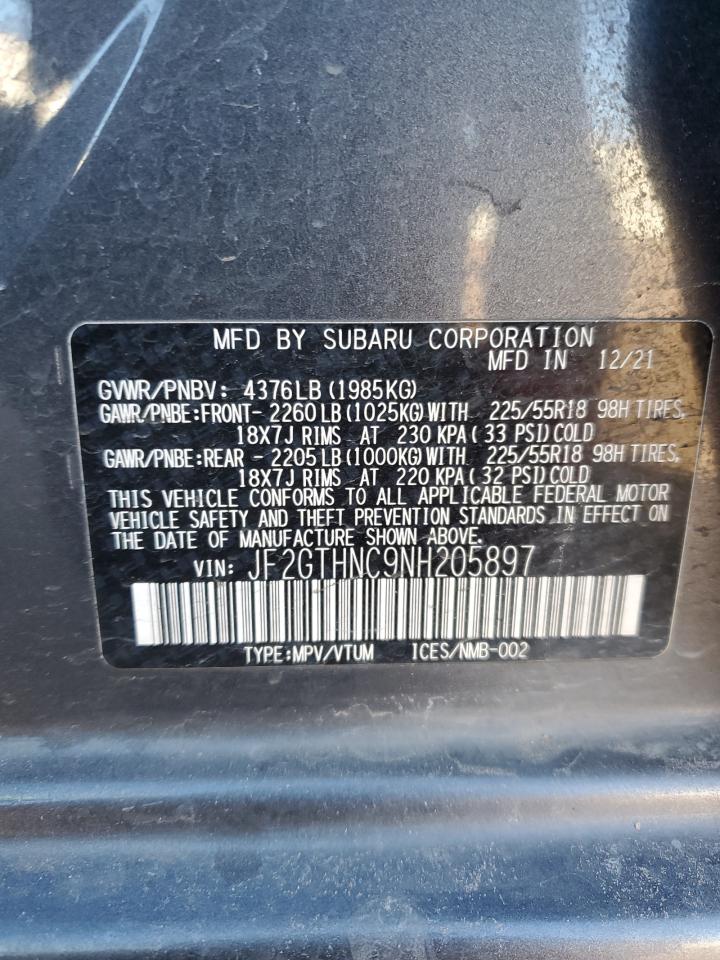 MFD BY SUBARU CORPORATION
MFD IN 12/21
GVWR/PNBV: 4376LB(1985KG)
GAWR/PNBE:FRONT- 2260LB(1025KG)WITH 225/55R18 98H TIRES,
18X7J RIMS AT 230 KPA( 33 PSI)COLD
GAWR/PNBE:REAR - 2205LB(1000KG)WITH 225/55R18 98H TIRES,
18X7J RIMS AT 220 KPA( 32 PSI)COLD
THIS VEHICLE CONFORMS TO ALL APPLICABLE FEDERAL MOTOR
VEHICLE SAFETY AND THEFT PREVENTION STANDARDS IN EFFECT ON
THE DATE OF MANUFACTURE SHOWN ABOVE.
VIN: JF2GTHNC9NH205897
TYPE:MPV/VTUM ICES/NMB-002